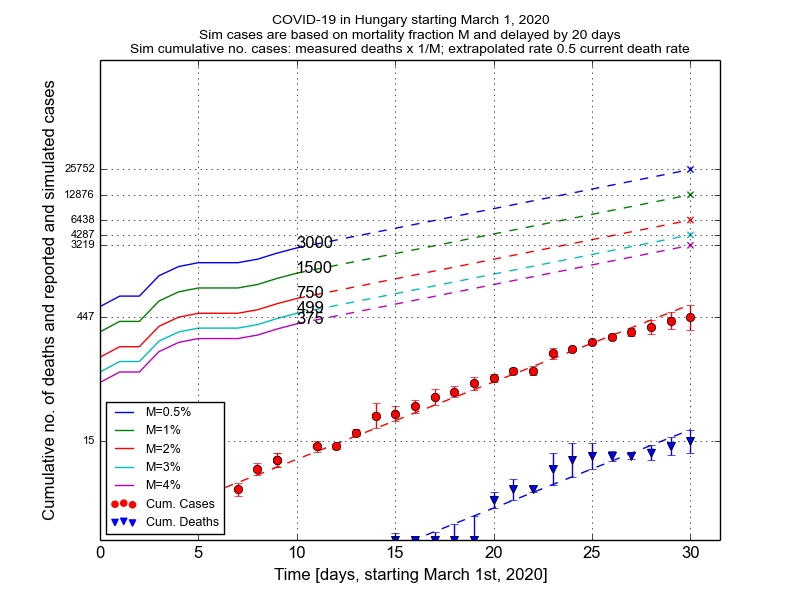 COVID-19 in Hungary starting March 1, 2020
Sim cases are based on mortality fraction M and delayed by 20 days
Sim cumulative no. cases: measured deaths x 1/M; extrapolated rate 0.5 current death rate
Cumulative no. of deaths and reported and simulated cases
25752
12876
6438
4287
3219
447
15
3000
1500
750
499
375
M=0.5%
M=1%
M=2%
M=3%
M=4%
Cum. Cases
Cum. Deaths
0 5 10 15 20 25 30
Time [days, starting March 1st, 2020]